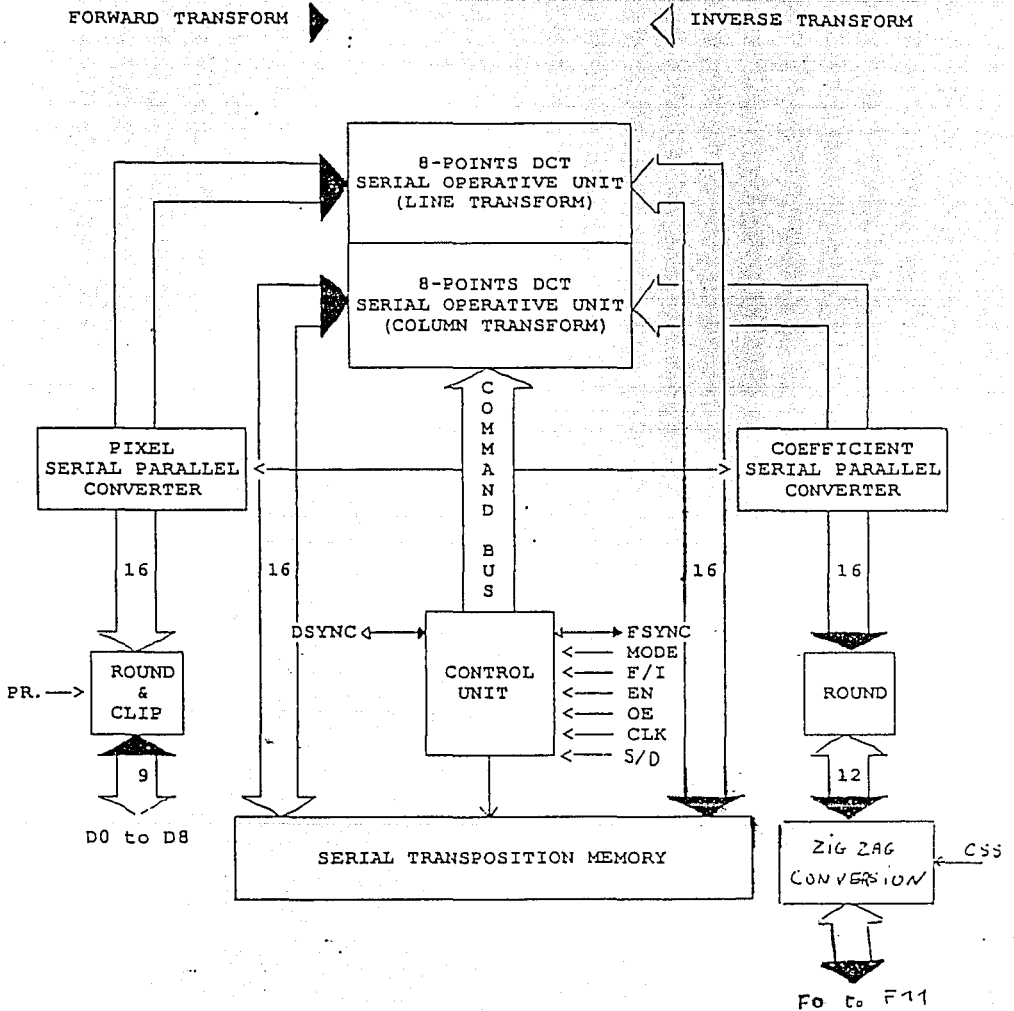 FORWARD TRANSFORM
INVERSE TRANSFORM
8-POINTS DCT
SERIAL OPERATIVE UNIT
(LINE TRANSFORM)
8-POINTS DCT
SERIAL OPERATIVE UNIT
(COLUMN TRANSFORM)
COMMAND BUS
PIXEL
SERIAL PARALLEL
CONVERTER
COEFFICIENT
SERIAL PARALLEL
CONVERTER
16
16
16
16
DSYNC
FSYNC
MODE
F/I
EN
OE
CLK
S/D
CONTROL
UNIT
PR.
ROUND
&
CLIP
ROUND
9
12
D0 to D8
SERIAL TRANSPOSITION MEMORY
ZIG ZAG
CONVERSION
CSS
F0 to F11